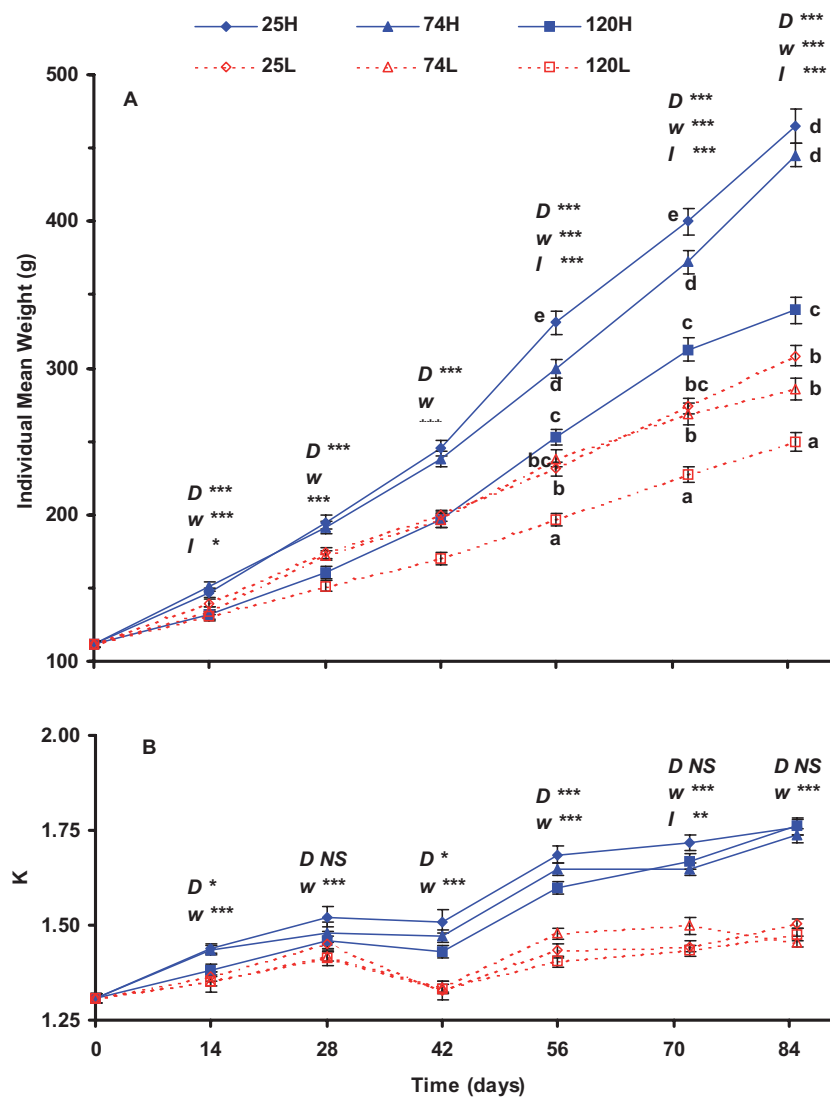 25H 74H 120H
25L 74L 120L
A
Individual Mean Weight (g)
500
400
300
200
100
D ***
w ***
I *
D ***
w
***
D ***
w
***
D ***
w ***
I ***
D ***
w ***
I ***
D ***
w ***
I ***
e
d
c
bc
b
a
e
d
c
bc
b
a
d
d
c
b
b
a
B
K
2.00
1.75
1.50
1.25
D *
w ***
D NS
w ***
D *
w ***
D ***
w ***
D NS
w ***
I **
D NS
w ***
0 14 28 42 56 70 84
Time (days)